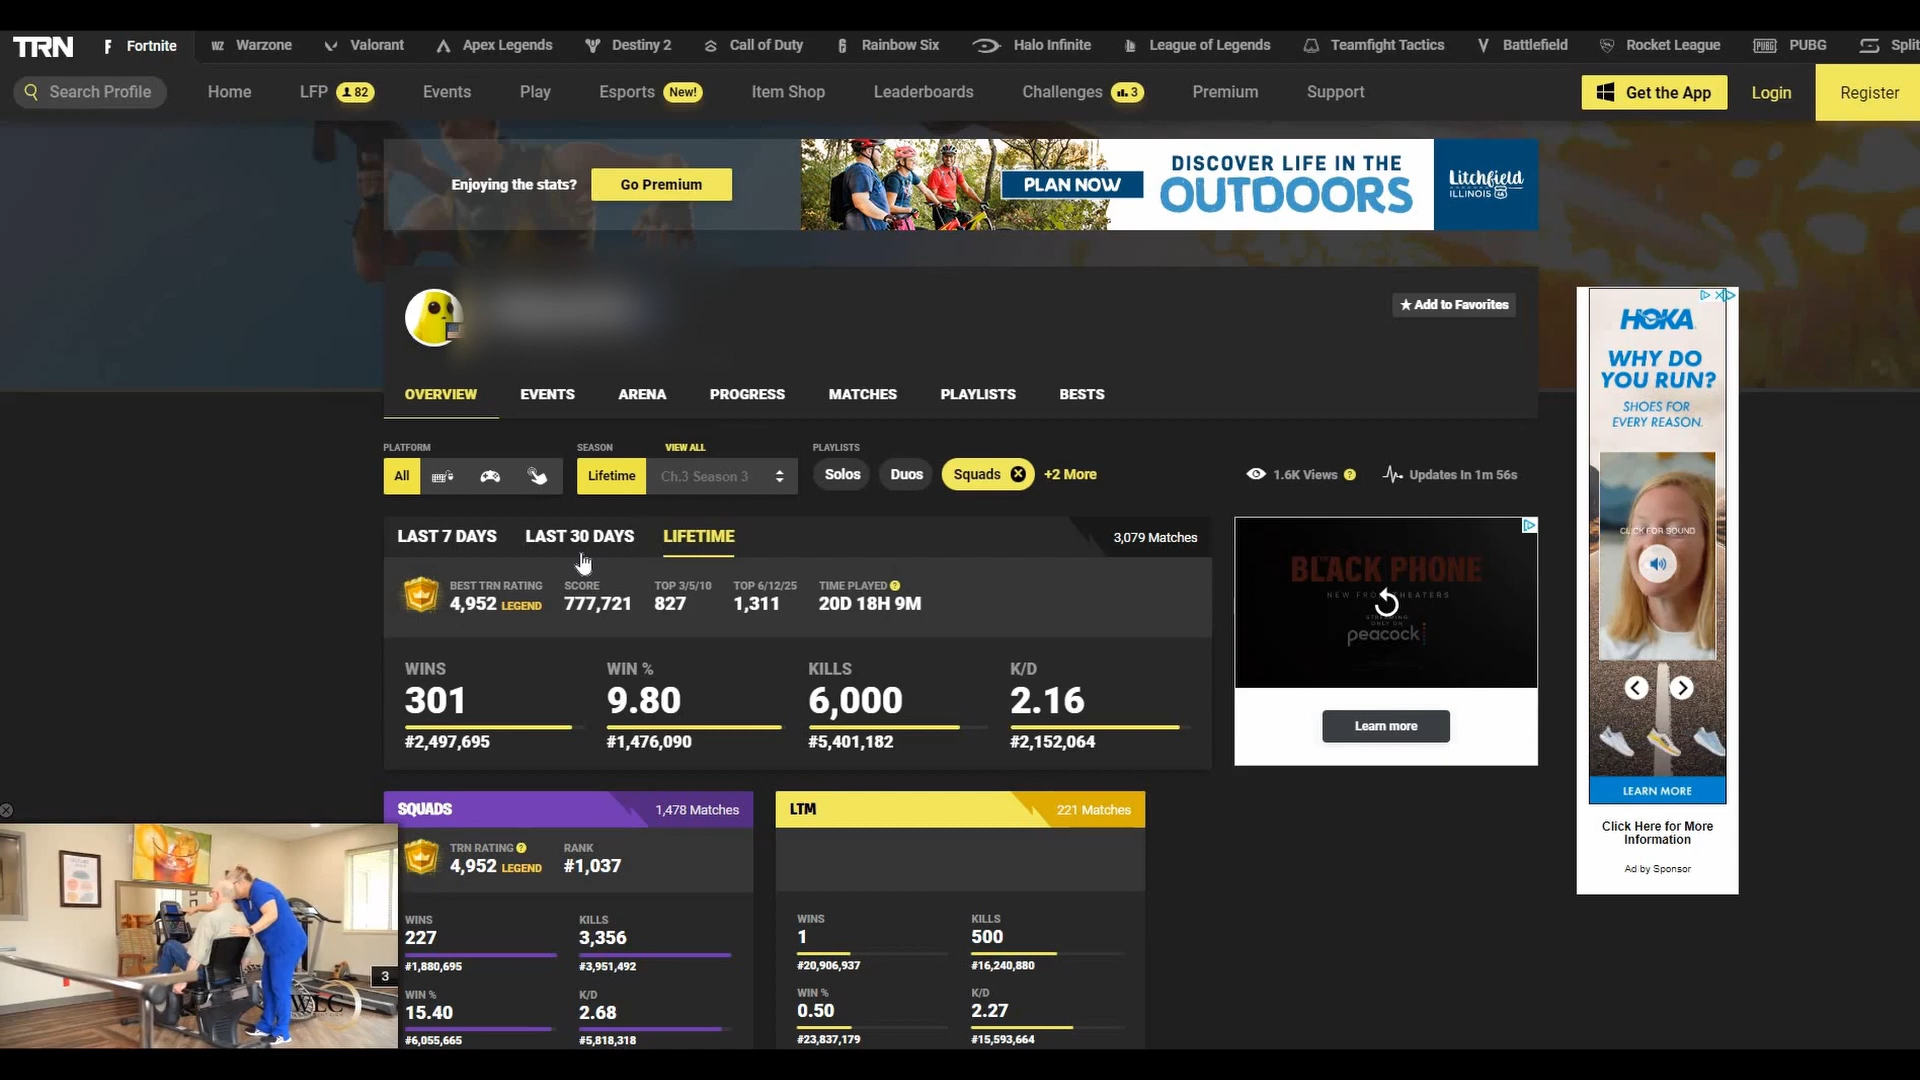 TRN Fortnite Warzone Valorant Apex Legends Destiny 2 Call of Duty Rainbow Six Halo Infinite League of Legends Teamfight Tactics Battlefield Rocket League PUBG Split
Search Profile Home LFP 82 Events Play Esports New! Item Shop Leaderboards Challenges 3 Premium Support Get the App Login Register
Enjoying the stats? Go Premium
DISCOVER LIFE IN THE
OUTDOORS
PLAN NOW
Litchfield
ILLINOIS
★ Add to Favorites
OVERVIEW EVENTS ARENA PROGRESS MATCHES PLAYLISTS BESTS
PLATFORM SEASON VIEW ALL PLAYLISTS
All Lifetime Ch.3 Season 3 Solos Duos Squads +2 More 1.6K Views Updates In 1m 56s
LAST 7 DAYS LAST 30 DAYS LIFETIME 3,079 Matches
BEST TRN RATING SCORE TOP 3/5/10 TOP 6/12/25 TIME PLAYED
4,952 LEGEND 777,721 827 1,311 20D 18H 9M
WINS WIN % KILLS K/D
301 9.80 6,000 2.16
#2,497,695 #1,476,090 #5,401,182 #2,152,064
SQUADS 1,478 Matches
TRN RATING RANK
4,952 LEGEND #1,037
WINS KILLS
227 3,356
#1,880,695 #3,951,492
WIN % K/D
15.40 2.68
#6,055,665 #5,818,318
LTM 221 Matches
WINS KILLS
1 500
#20,906,937 #16,240,880
WIN % K/D
0.50 2.27
#23,837,179 #15,593,664
BLACK PHONE
peacock
Learn more
HOKA
WHY DO
YOU RUN?
SHOES FOR
EVERY REASON.
CLICK FOR SOUND
LEARN MORE
Click Here for More
Information
Ad by Sponsor
3
WLC